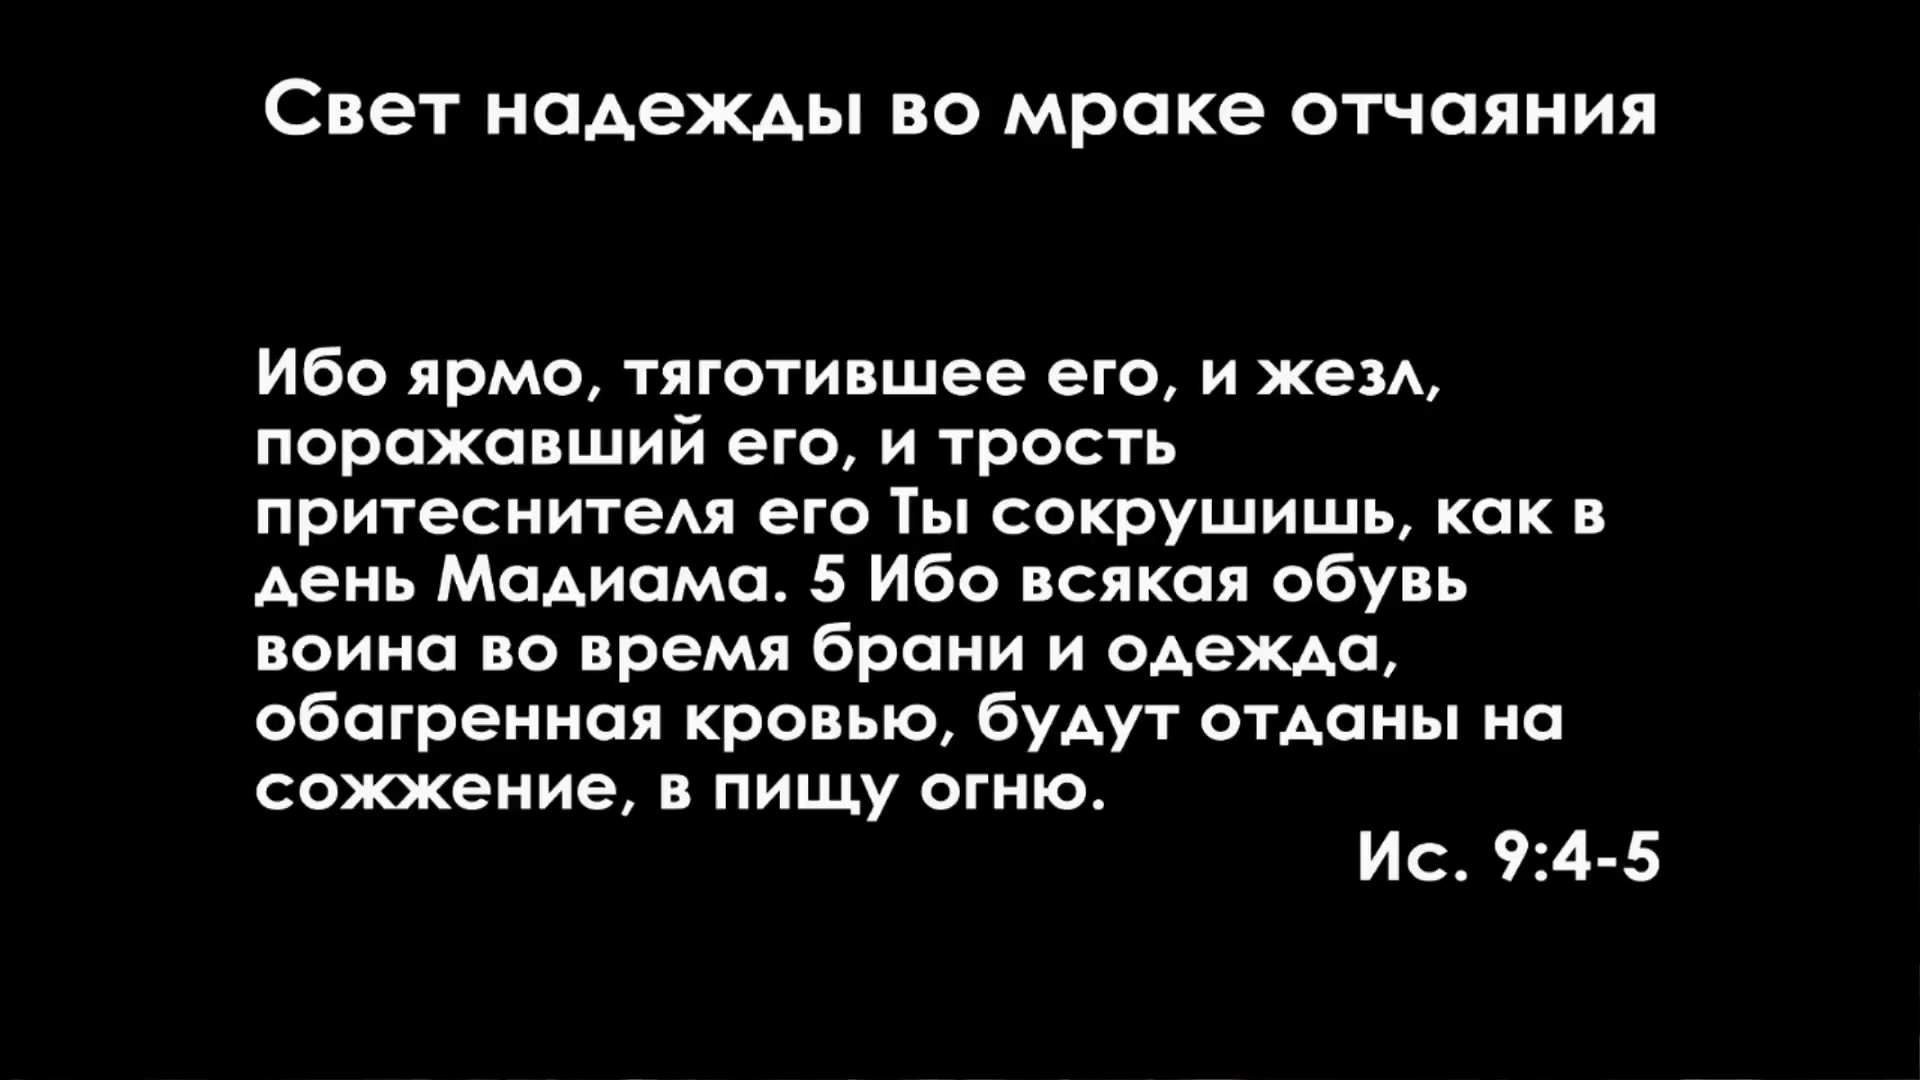 Свет надежды во мраке отчаяния
Ибо ярмо, тяготившее его, и жезл,
поражавший его, и трость
притеснителя его Ты сокрушишь, как в
день Мадиама. 5 Ибо всякая обувь
воина во время брани и одежда,
обагренная кровью, будут отданы на
сожжение, в пищу огню.
Ис. 9:4-5